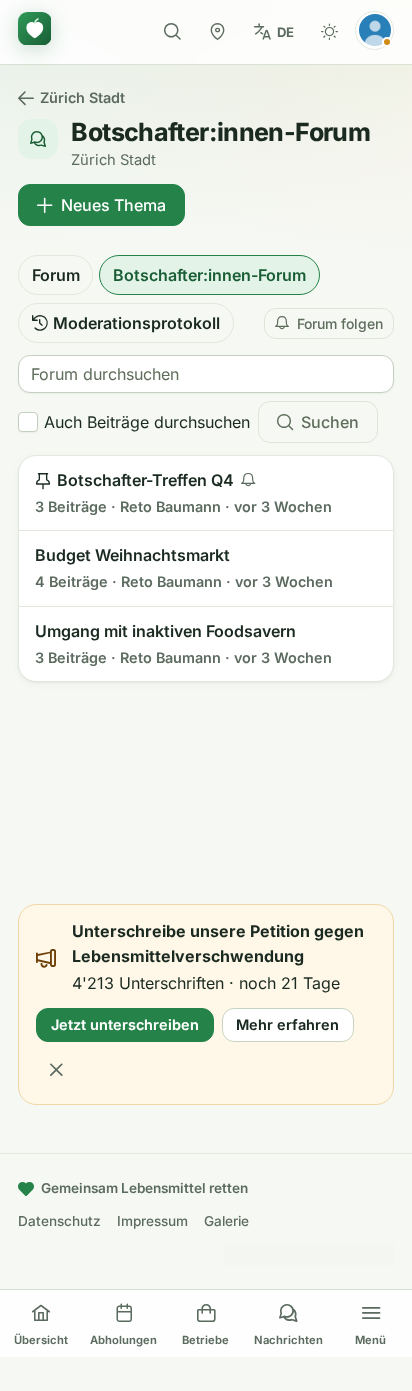 DE
Zürich Stadt
Botschafter:innen-Forum
Zürich Stadt
Neues Thema
Forum
Botschafter:innen-Forum
Moderationsprotokoll
Forum folgen
Forum durchsuchen
Auch Beiträge durchsuchen
Suchen
Botschafter-Treffen Q4
3 Beiträge · Reto Baumann · vor 3 Wochen
Budget Weihnachtsmarkt
4 Beiträge · Reto Baumann · vor 3 Wochen
Umgang mit inaktiven Foodsavern
3 Beiträge · Reto Baumann · vor 3 Wochen
Unterschreibe unsere Petition gegen
Lebensmittelverschwendung
4'213 Unterschriften · noch 21 Tage
Jetzt unterschreiben
Mehr erfahren
Gemeinsam Lebensmittel retten
Datenschutz Impressum Galerie
Übersicht Abholungen Betriebe Nachrichten Menü